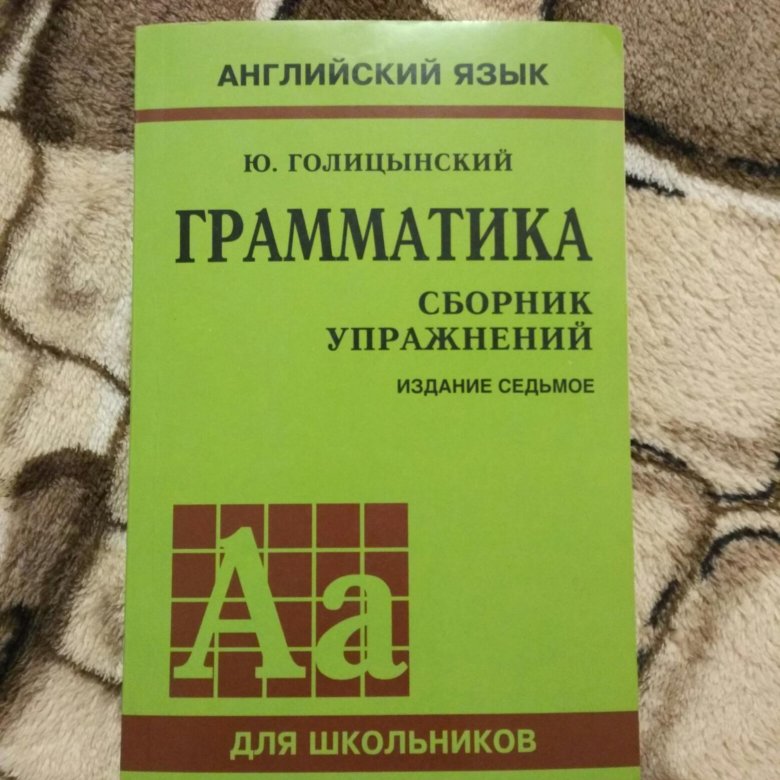 АНГЛИЙСКИЙ ЯЗЫК
Ю. ГОЛИЦЫНСКИЙ
ГРАММАТИКА
СБОРНИК
УПРАЖНЕНИЙ
ИЗДАНИЕ СЕДЬМОЕ
Aa
ДЛЯ ШКОЛЬНИКОВ